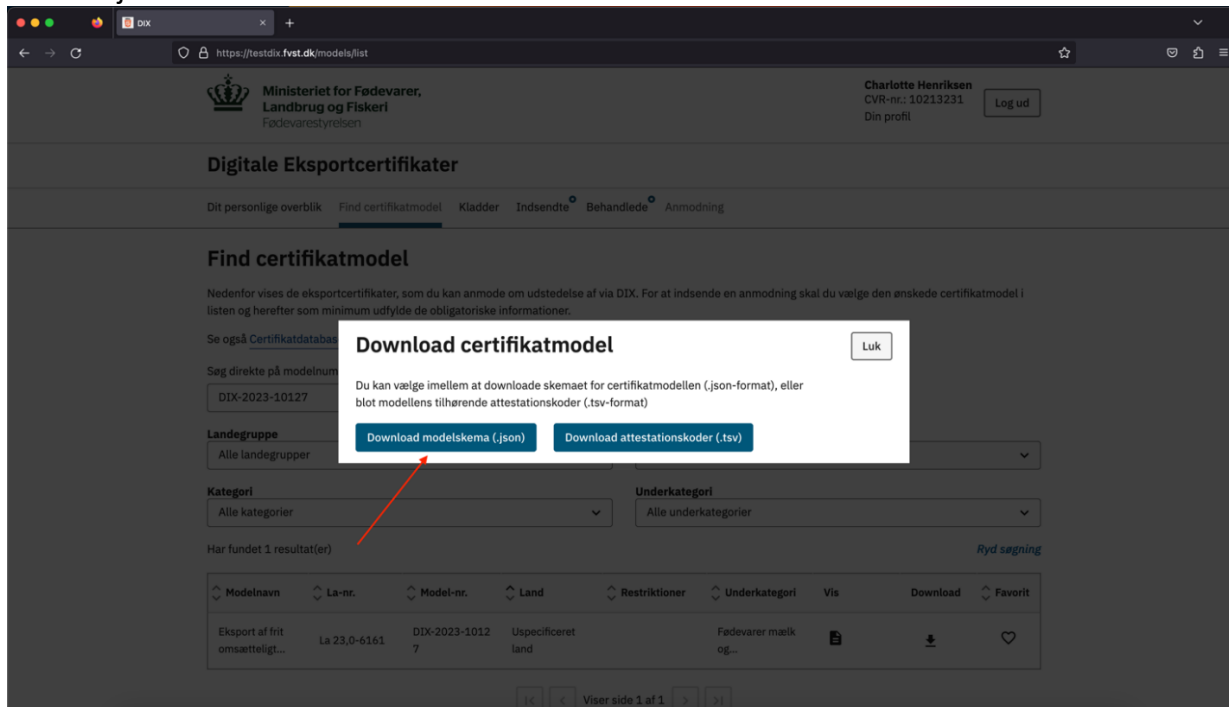 DIX
https://testdix.fvst.dk/models/list
Ministeriet for Fødevarer,
Landbrug og Fiskeri
Fødevarestyrelsen
Charlotte Henriksen
CVR-nr.: 10213231
Din profil
Log ud
Digitale Eksportcertifikater
Dit personlige overblik Find certifikatmodel Kladder Indsendte Behandlede Anmodning
Find certifikatmodel
Nedenfor vises de eksportcertifikater, som du kan anmode om udstedelse af via DIX. For at indsende en anmodning skal du vælge den ønskede certifikatmodel i
listen og herefter som minimum udfylde de obligatoriske informationer.
Se også Certifikatdatabas
Søg direkte på modelnum
DIX-2023-10127
Download certifikatmodel
Luk
Du kan vælge imellem at downloade skemaet for certifikatmodellen (.json-format), eller
blot modellens tilhørende attestationskoder (.tsv-format)
Download modelskema (.json) Download attestationskoder (.tsv)
Landegruppe
Alle landegrupper
Kategori Underkategori
Alle kategorier Alle underkategorier
Har fundet 1 resultat(er) Ryd søgning
Modelnavn La-nr. Model-nr. Land Restriktioner Underkategori Vis Download Favorit
Eksport af frit
omsætteligt...
La 23,0-6161
DIX-2023-1012
7
Uspecificeret
land
Fødevarer mælk
og...
Viser side 1 af 1